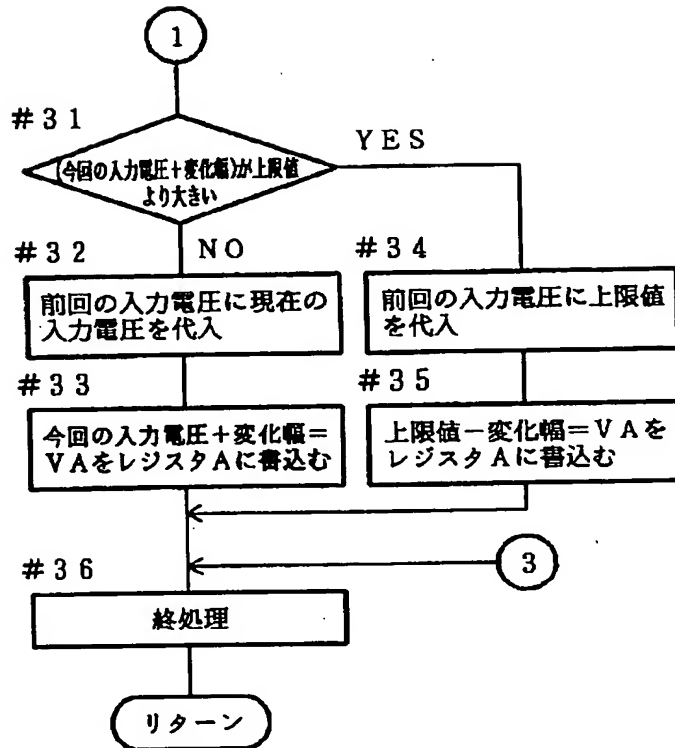 1
#31
YES
(今回の入力電圧+変化幅)が上限値
より大きい
#32
NO
#34
前回の入力電圧に現在の
入力電圧を代入
前回の入力電圧に上限値
を代入
#33
#35
今回の入力電圧+変化幅=
VAをレジスタAに書込む
上限値-変化幅=VAを
レジスタAに書込む
3
#36
終処理
リターン